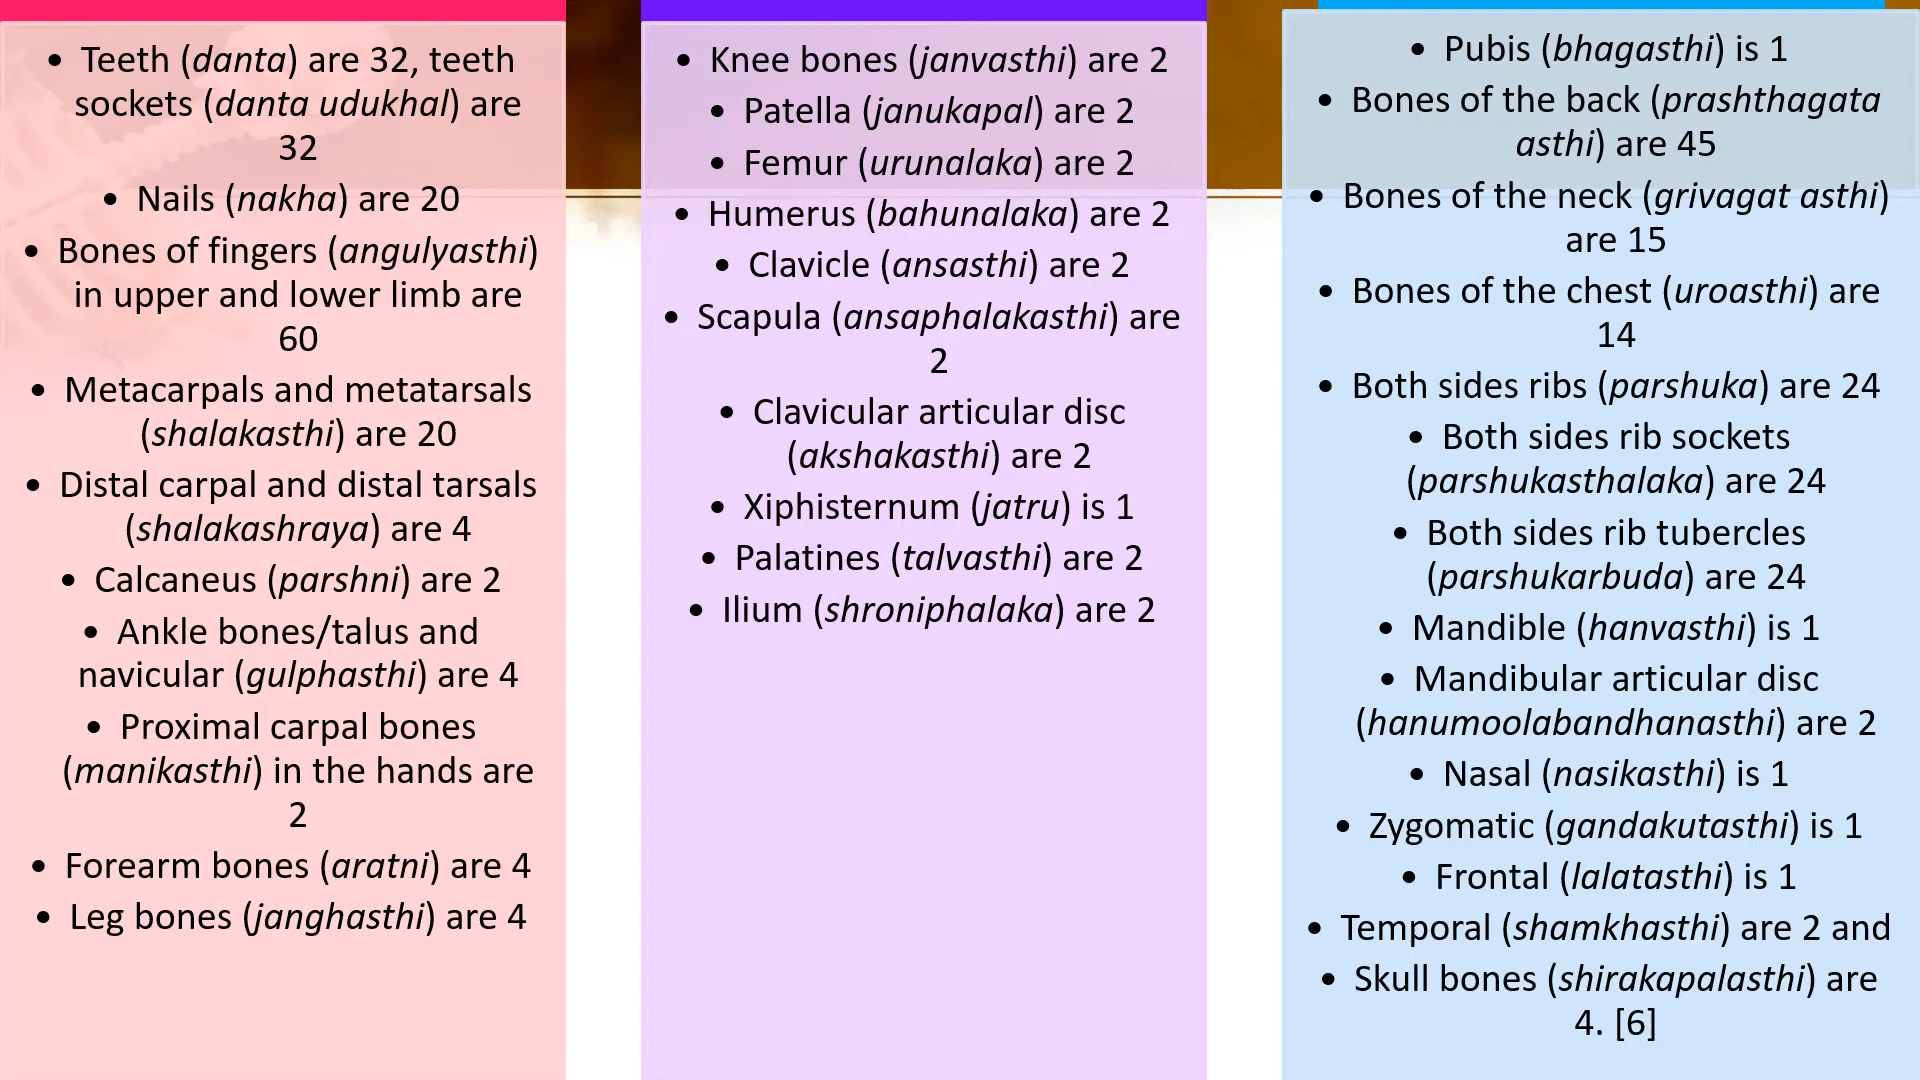 • Teeth (danta) are 32, teeth
sockets (danta udukhal) are
32
• Nails (nakha) are 20
• Bones of fingers (angulyasthi)
in upper and lower limb are
60
• Metacarpals and metatarsals
(shalakasthi) are 20
• Distal carpal and distal tarsals
(shalakashraya) are 4
• Calcaneus (parshni) are 2
• Ankle bones/talus and
navicular (gulphasthi) are 4
• Proximal carpal bones
(manikasthi) in the hands are
2
• Forearm bones (aratni) are 4
• Leg bones (janghasthi) are 4
• Knee bones (janvasthi) are 2
• Patella (janukapal) are 2
• Femur (urunalaka) are 2
• Humerus (bahunalaka) are 2
• Clavicle (ansasthi) are 2
• Scapula (ansaphalakasthi) are
2
• Clavicular articular disc
(akshakasthi) are 2
• Xiphisternum (jatru) is 1
• Palatines (talvasthi) are 2
• Ilium (shroniphalaka) are 2
• Pubis (bhagasthi) is 1
• Bones of the back (prashthagata
asthi) are 45
• Bones of the neck (grivagat asthi)
are 15
• Bones of the chest (uroasthi) are
14
• Both sides ribs (parshuka) are 24
• Both sides rib sockets
(parshukasthalaka) are 24
• Both sides rib tubercles
(parshukarbuda) are 24
• Mandible (hanvasthi) is 1
• Mandibular articular disc
(hanumoolabandhanasthi) are 2
• Nasal (nasikasthi) is 1
• Zygomatic (gandakutasthi) is 1
• Frontal (lalatasthi) is 1
• Temporal (shamkhasthi) are 2 and
• Skull bones (shirakapalasthi) are
4. [6]